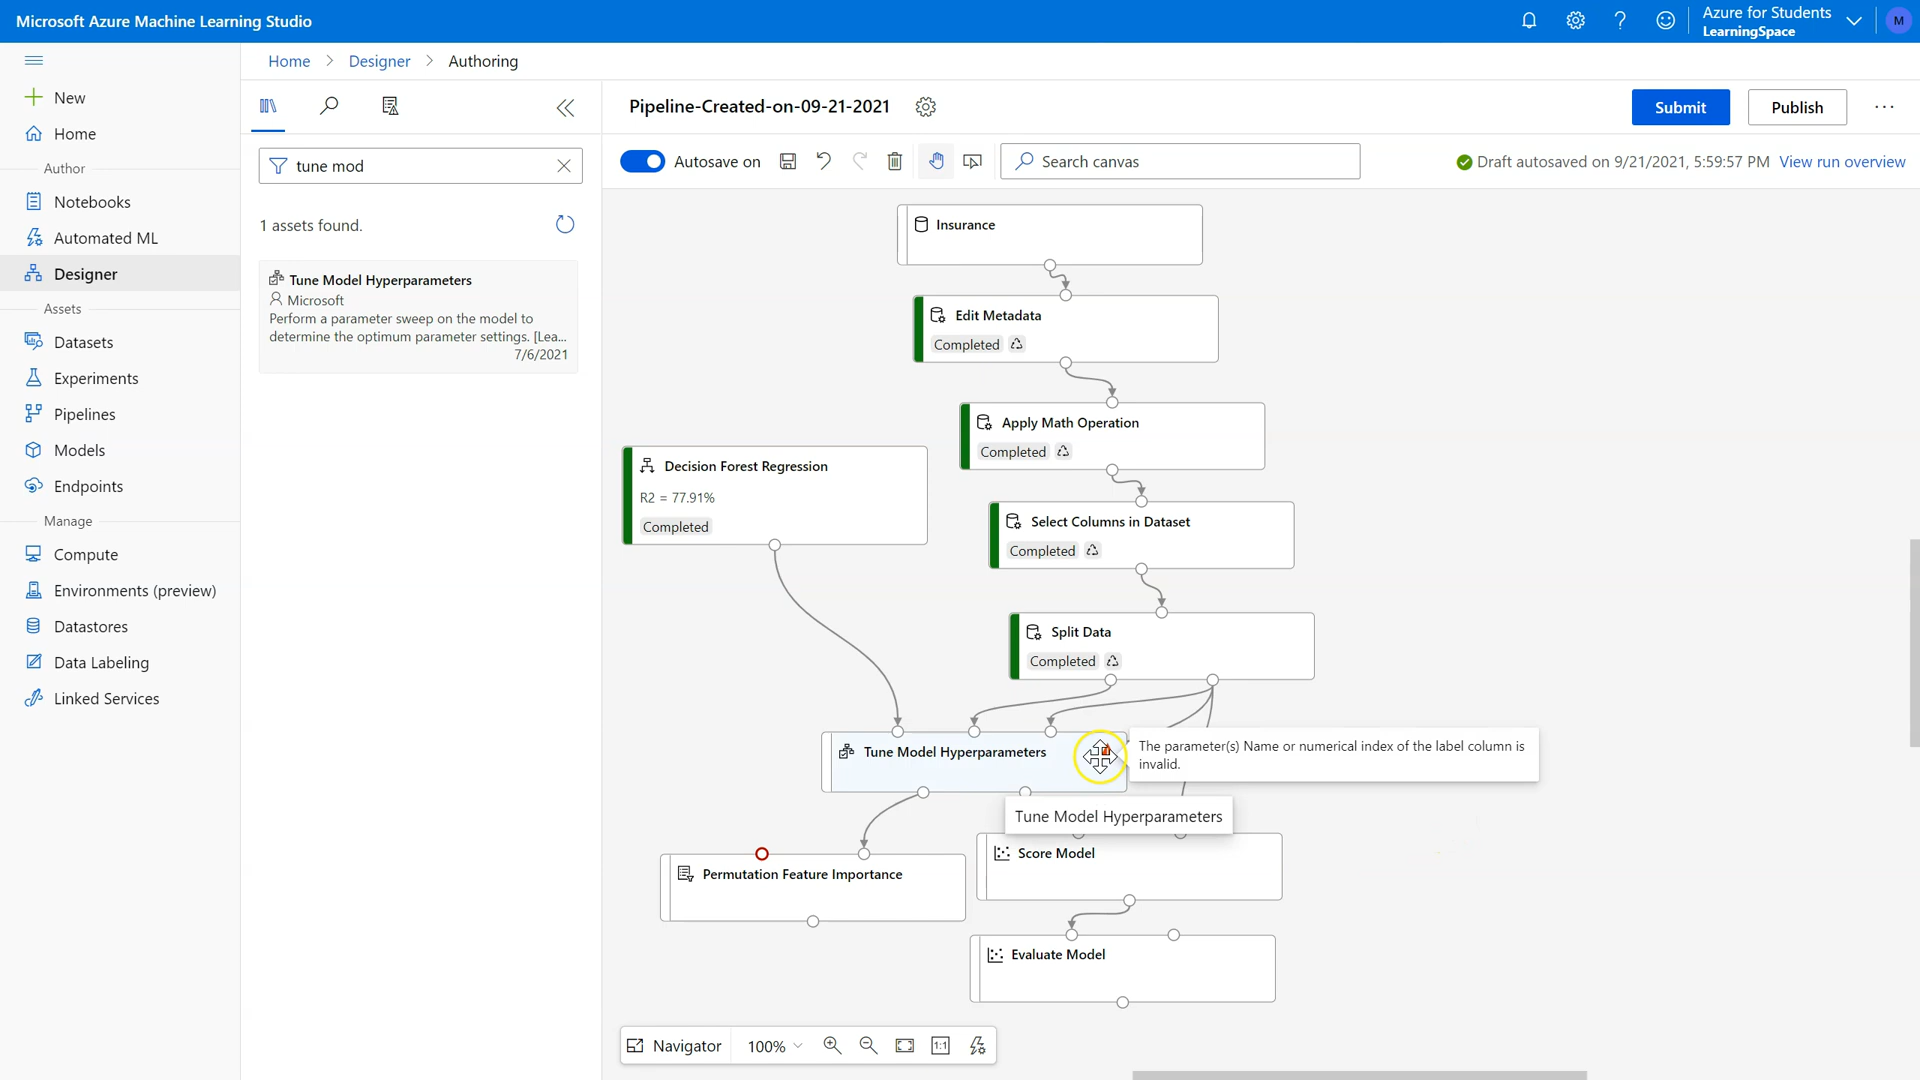 Microsoft Azure Machine Learning Studio
Azure for Students
LearningSpace
M
Home > Designer > Authoring
New
Home
Author
Notebooks
Automated ML
Designer
Assets
Datasets
Experiments
Pipelines
Models
Endpoints
Manage
Compute
Environments (preview)
Datastores
Data Labeling
Linked Services
tune mod
1 assets found.
Tune Model Hyperparameters
Microsoft
Perform a parameter sweep on the model to
determine the optimum parameter settings. [Lea...
7/6/2021
Pipeline-Created-on-09-21-2021
Submit
Publish
Autosave on
Search canvas
Draft autosaved on 9/21/2021, 5:59:57 PM
View run overview
Insurance
Edit Metadata
Completed
Apply Math Operation
Completed
Decision Forest Regression
R2 = 77.91%
Completed
Select Columns in Dataset
Completed
Split Data
Completed
Tune Model Hyperparameters
The parameter(s) Name or numerical index of the label column is
invalid.
Tune Model Hyperparameters
Score Model
Permutation Feature Importance
Evaluate Model
Navigator
100%
1:1